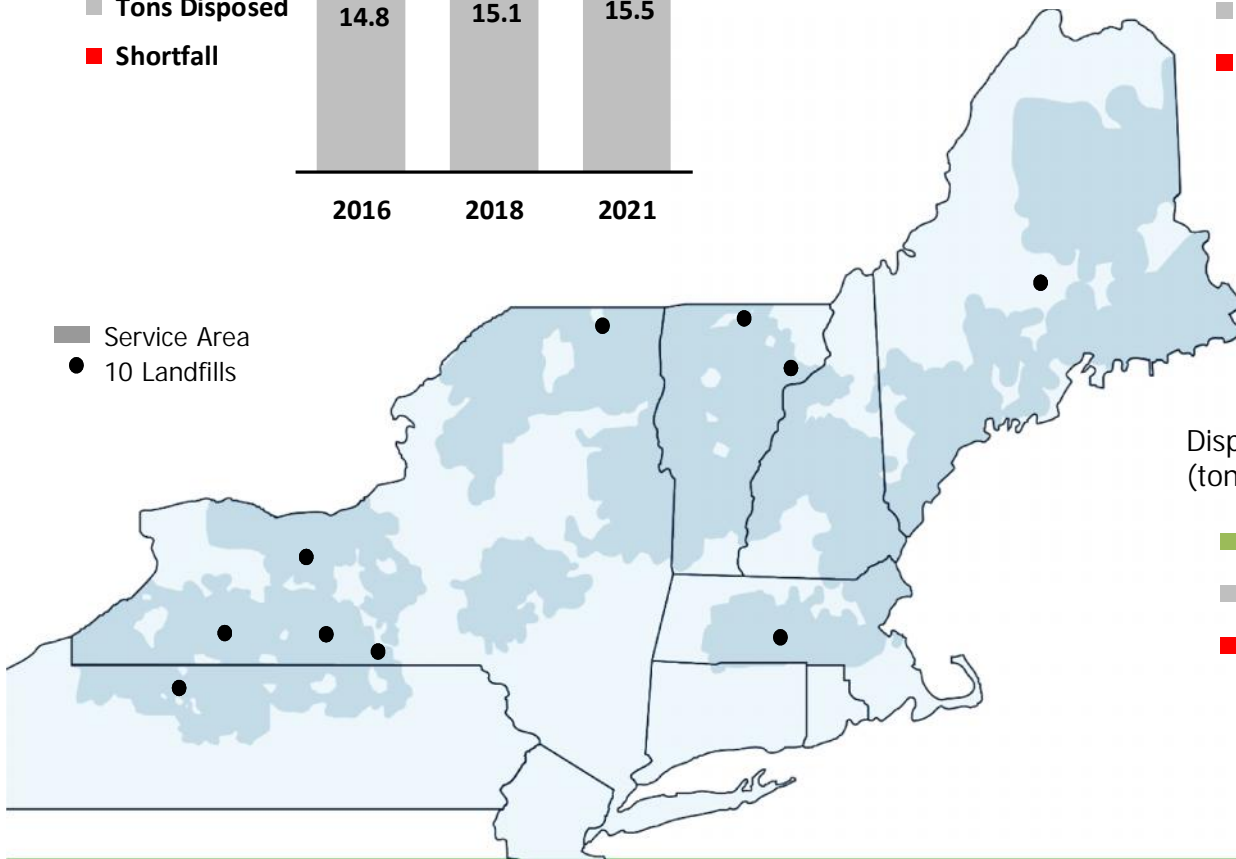 Tons Disposed
Shortfall
14.8 15.1 15.5
2016 2018 2021
Service Area
10 Landfills
Disp
(ton